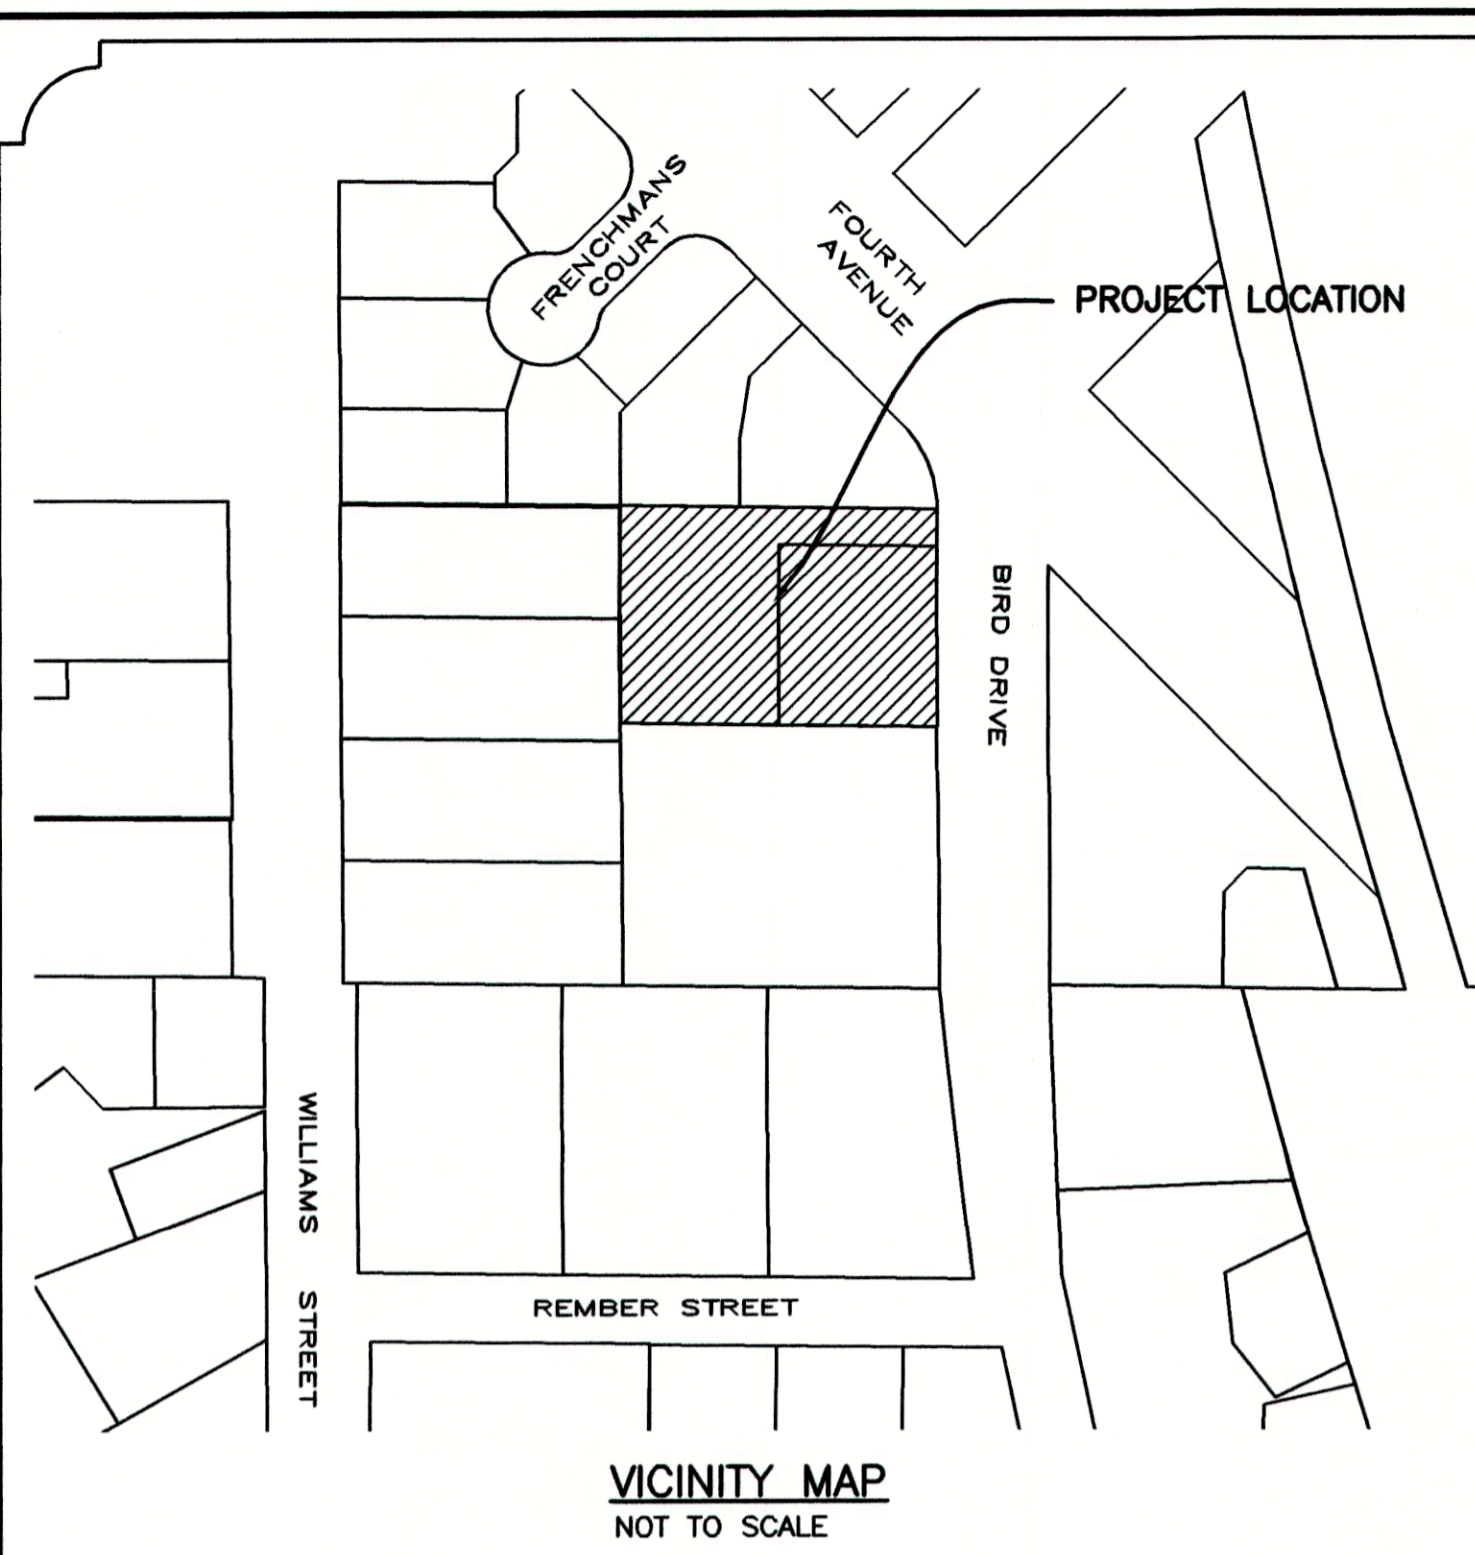 FRENCHMANS
COURT
FOURTH
AVENUE
PROJECT LOCATION
BIRD DRIVE
WILLIAMS STREET
REMBER STREET
VICINITY MAP
NOT TO SCALE